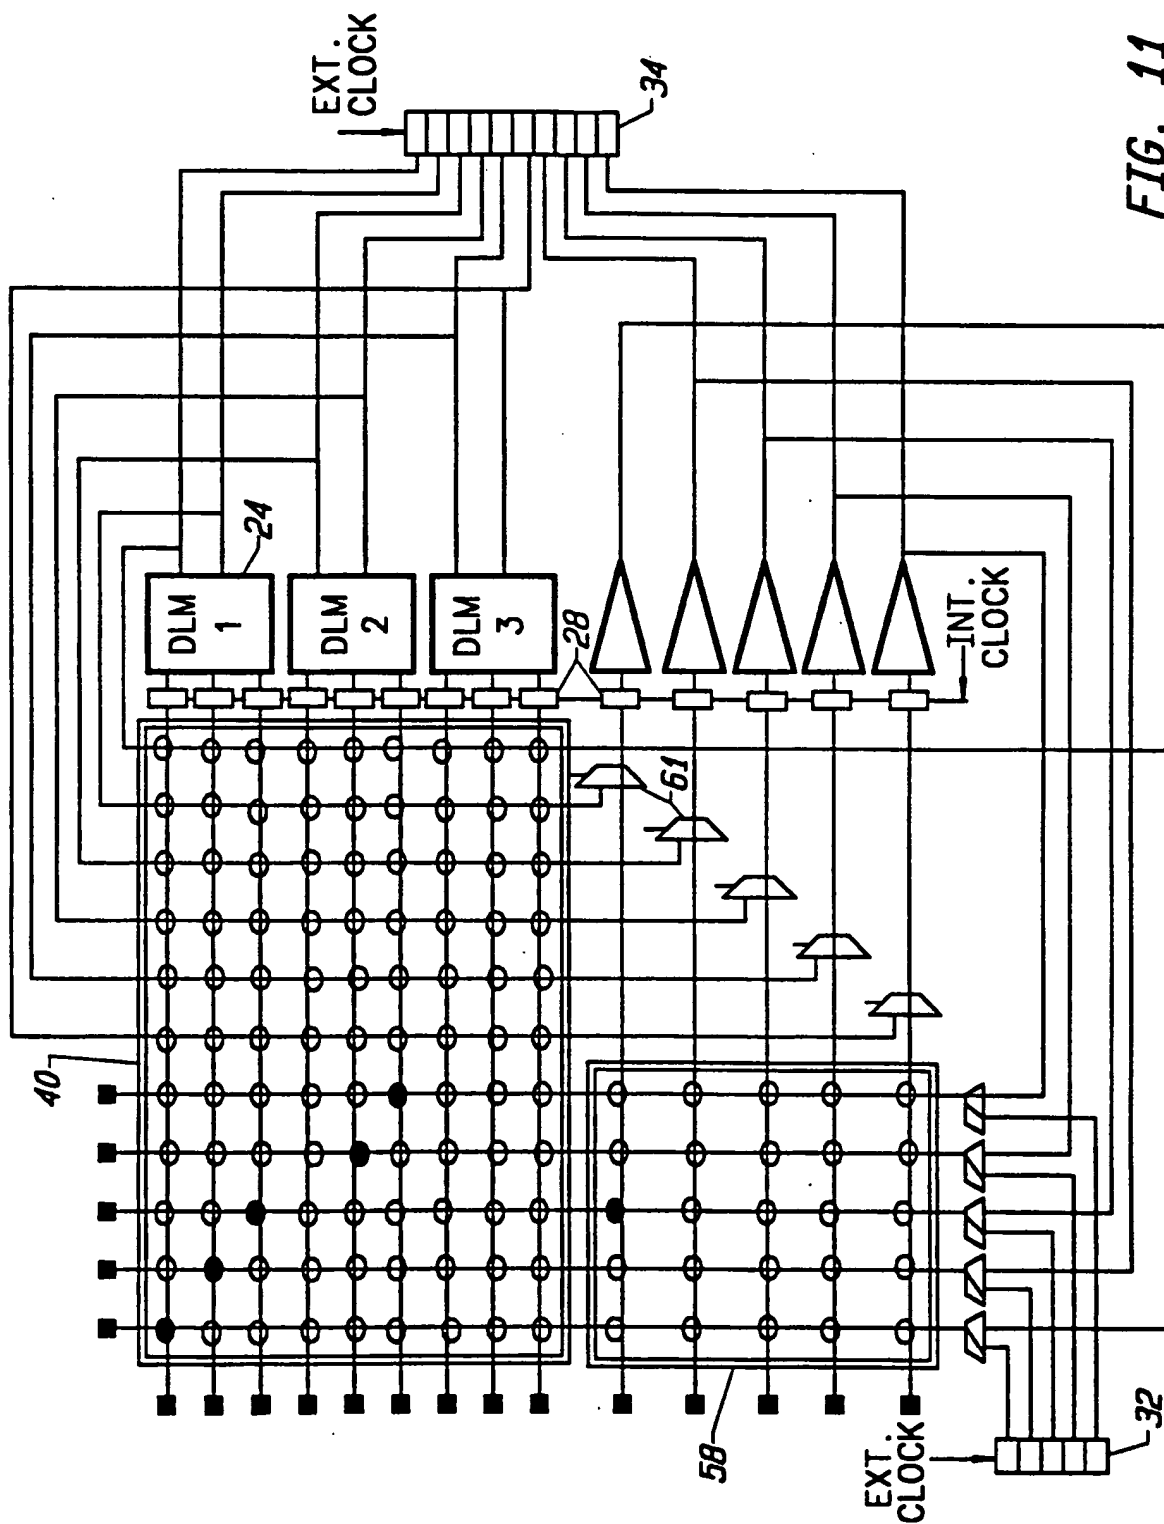 FIG. 11
EXT.
CLOCK
34
DLM
1
24
DLM
2
DLM
3
28
INT.
CLOCK
61
40
58
EXT.
CLOCK
32